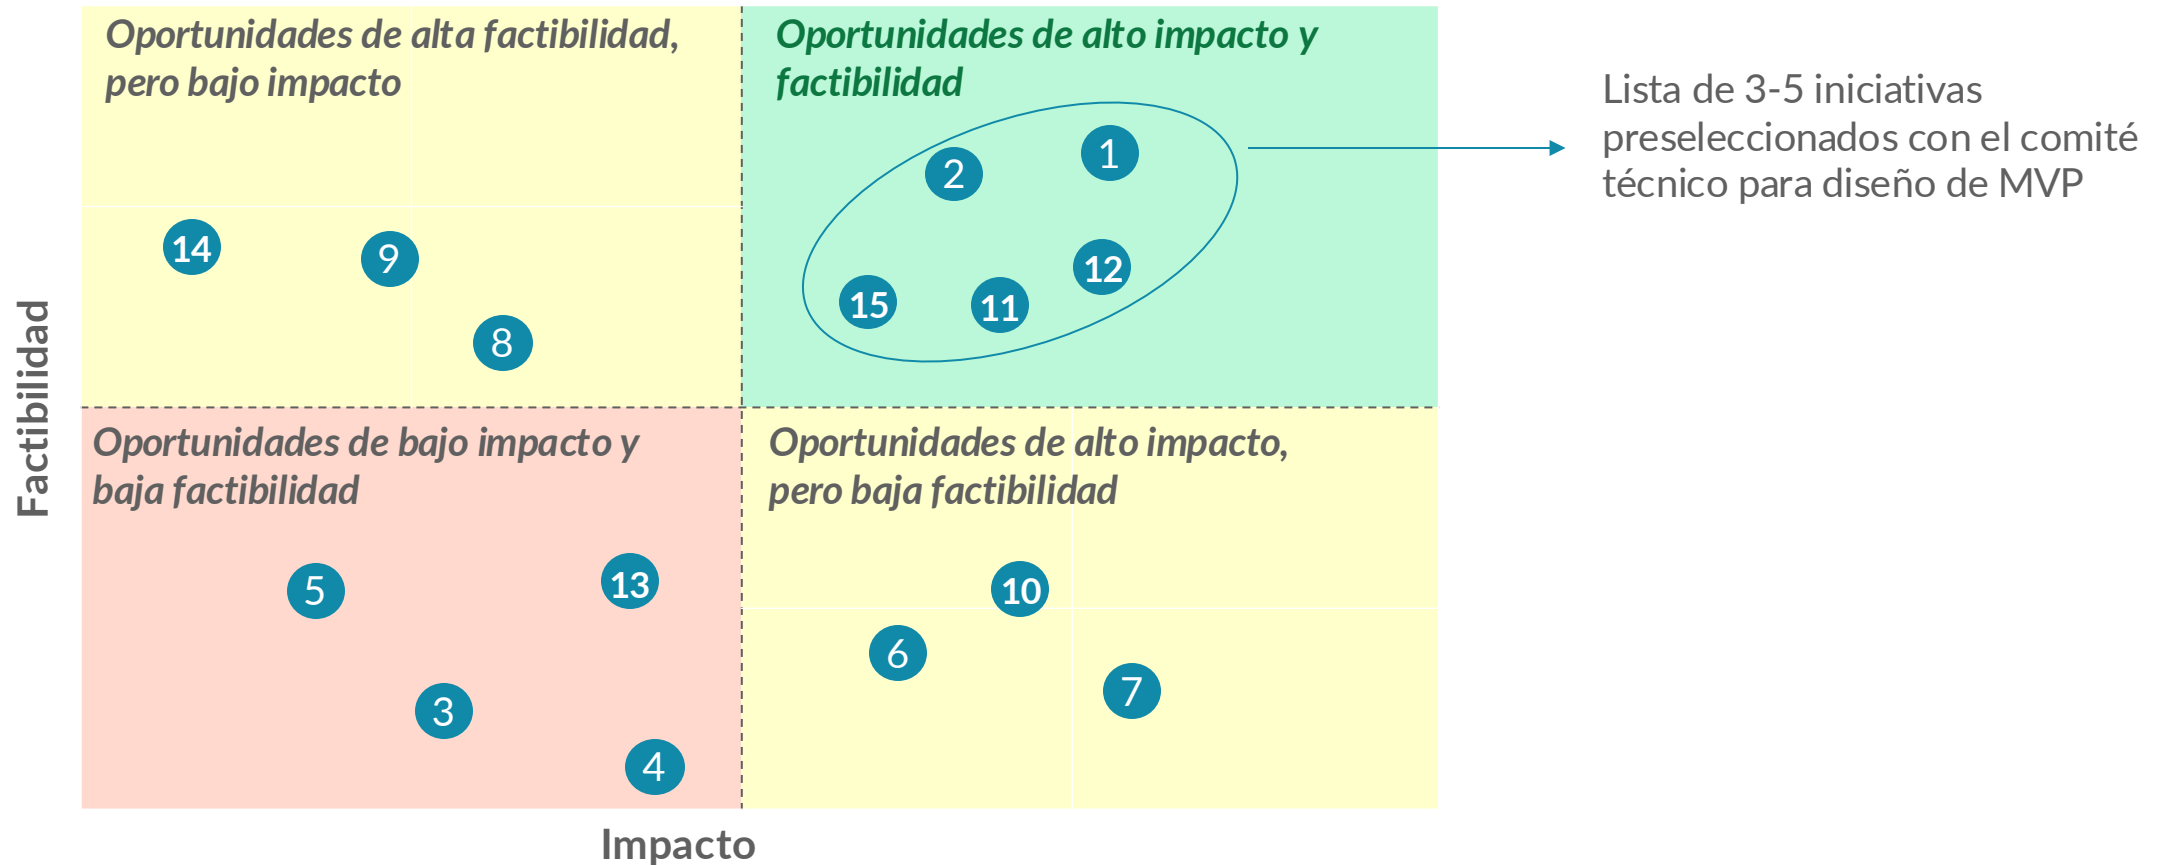 Oportunidades de alta factibilidad,
pero bajo impacto
Oportunidades de alto impacto y
factibilidad
Lista de 3-5 iniciativas
preseleccionados con el comité
técnico para diseño de MVP
1
2
14
9
12
15
11
8
Factibilidad
Oportunidades de bajo impacto y
baja factibilidad
Oportunidades de alto impacto,
pero baja factibilidad
5
13
10
6
7
3
4
Impacto